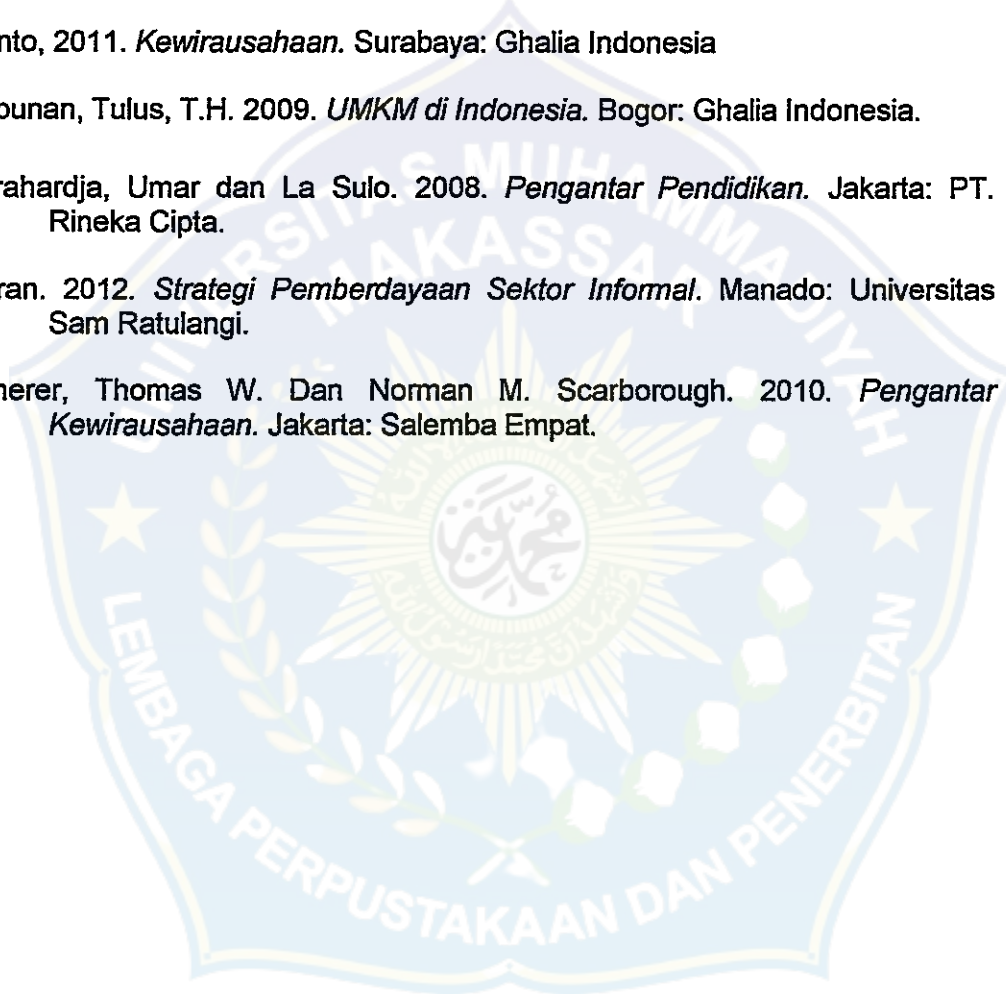 nto, 2011. Kewirausahaan. Surabaya: Ghalia Indonesia
bunan, Tulus, T.H. 2009. UMKM di Indonesia. Bogor: Ghalia Indonesia.
rahardja, Umar dan La Sulo. 2008. Pengantar Pendidikan. Jakarta: PT.
Rineka Cipta.
ran. 2012. Strategi Pemberdayaan Sektor Informal. Manado: Universitas
Sam Ratulangi.
nerer, Thomas W. Dan Norman M. Scarborough. 2010. Pengantar
Kewirausahaan. Jakarta: Salemba Empat.
UNIVERSITAS MUHAMMADIYAH
MAKASSAR
LEMBAGA PERPUSTAKAAN DAN PENERBITAN